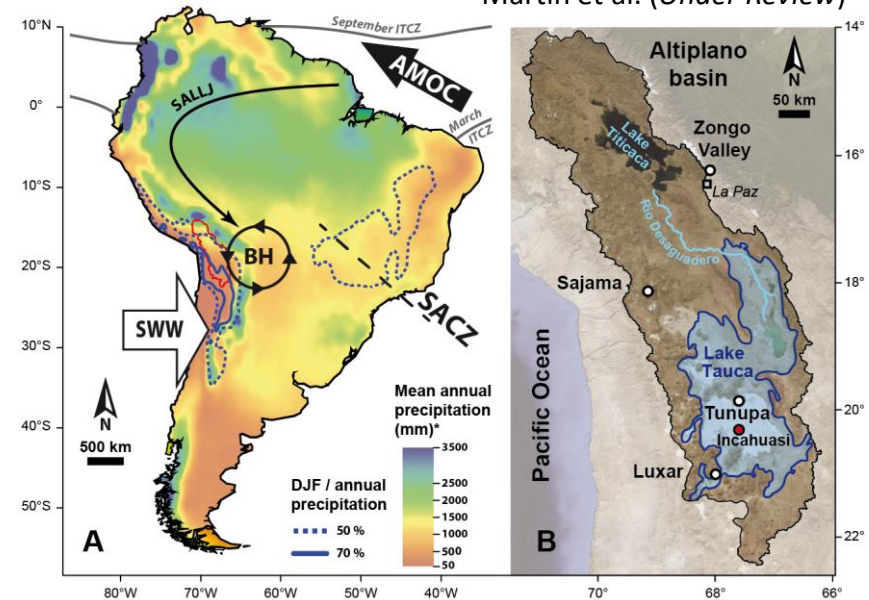 Martin et al. (Under Review)
10°N
0°
10°S
20°S
30°S
40°S
50°S
80°W
70°W
60°W
50°W
40°W
September ITCZ
AMOC
SALLJ
March
ITCZ
BH
SACZ
SWW
N
500 km
A
DJF / annual
precipitation
50 %
70 %
Mean annual
precipitation
(mm)*
3500
2500
2000
1500
1000
500
50
Altiplano
basin
N
50 km
Lake
Titicaca
Zongo
Valley
La Paz
Rio Desaguadero
Sajama
Lake
Tauca
Tunupa
Incahuasi
Luxar
Pacific Ocean
B
14°
16°
18°
20°
22°
70°
68°
66°